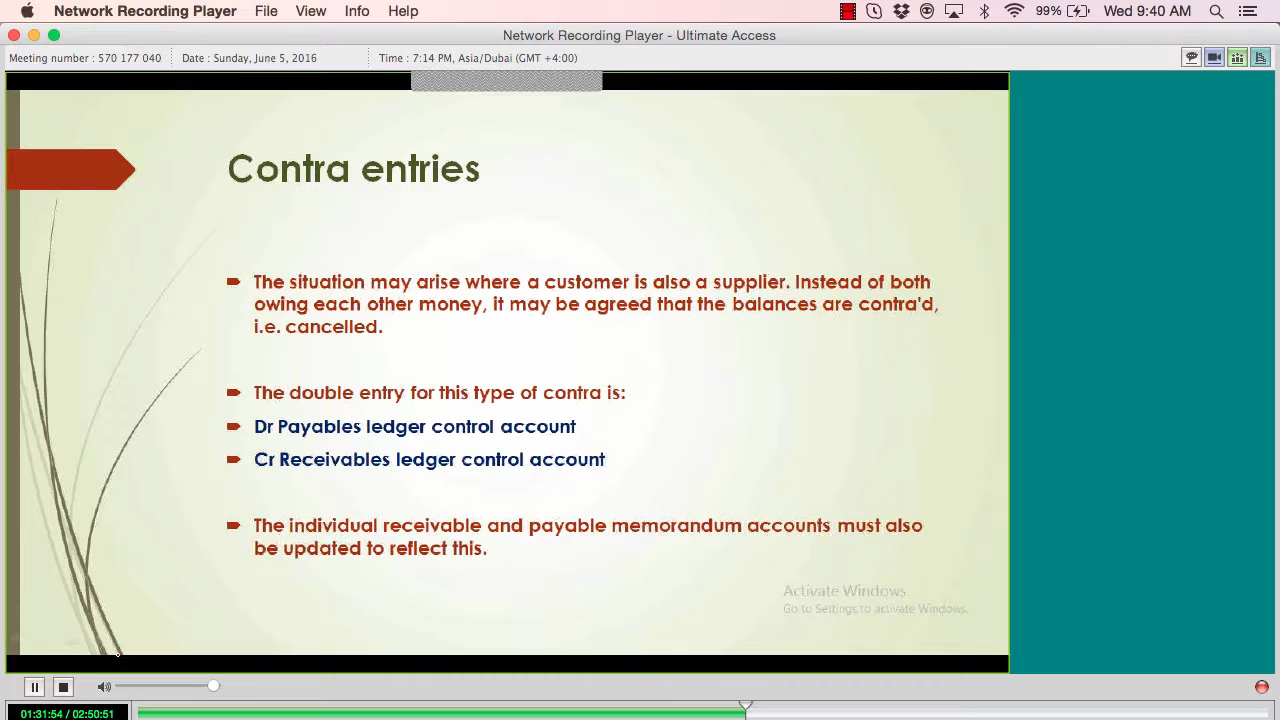 Network Recording Player File View Info Help 99% Wed 9:40 AM
Network Recording Player - Ultimate Access
Meeting number : 570 177 040 Date : Sunday, June 5, 2016 Time : 7:14 PM, Asia/Dubai(GMT +4:00)
Contra entries
The situation may arise where a customer is also a supplier. Instead of both
owing each other money, it may be agreed that the balances are contra'd,
i.e. cancelled.
The double entry for this type of contra is:
Dr Payables ledger control account
Cr Receivables ledger control account
The individual receivable and payable memorandum accounts must also
be updated to reflect this.
Activate Windows
Go to Settings to activate Windows.
01:31:54 / 02:50:51